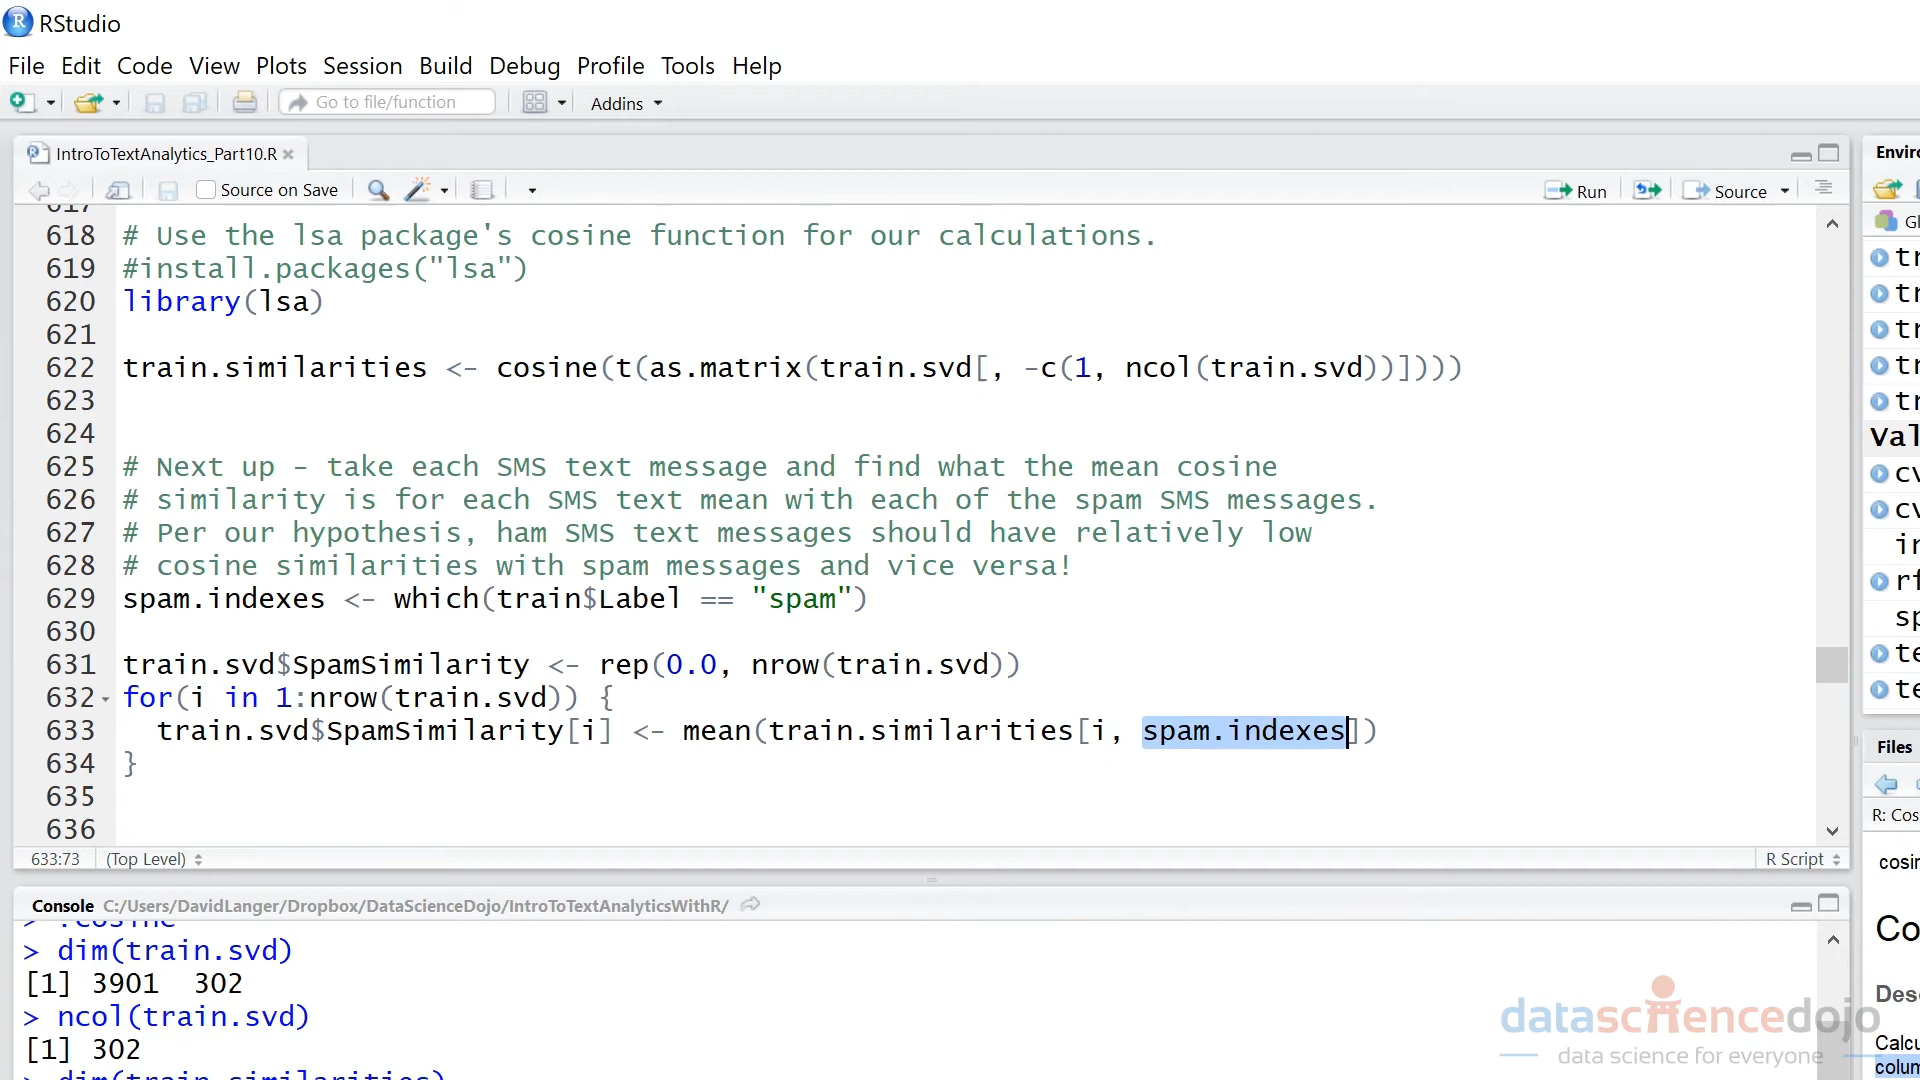 RStudio
File Edit Code View Plots Session Build Debug Profile Tools Help
Go to file/function
Addins
IntroToTextAnalytics_Part10.R
Source on Save
Run
Source
617
618 # Use the lsa package's cosine function for our calculations.
619 #install.packages("lsa")
620 library(lsa)
621
622 train.similarities <- cosine(t(as.matrix(train.svd[, -c(1, ncol(train.svd))])))
623
624
625 # Next up - take each SMS text message and find what the mean cosine
626 # similarity is for each SMS text mean with each of the spam SMS messages.
627 # Per our hypothesis, ham SMS text messages should have relatively low
628 # cosine similarities with spam messages and vice versa!
629 spam.indexes <- which(train$Label == "spam")
630
631 train.svd$SpamSimilarity <- rep(0.0, nrow(train.svd))
632 for(i in 1:nrow(train.svd)) {
633 train.svd$SpamSimilarity[i] <- mean(train.similarities[i, spam.indexes])
634 }
635
636
633:73 (Top Level)
R Script
Console C:/Users/DavidLanger/Dropbox/DataScienceDojo/IntroToTextAnalyticsWithR/
> dim(train.svd)
[1] 3901 302
> ncol(train.svd)
[1] 302
> dim(train.similarities)
Files
R: Cos
datasciencedojo
data science for everyone